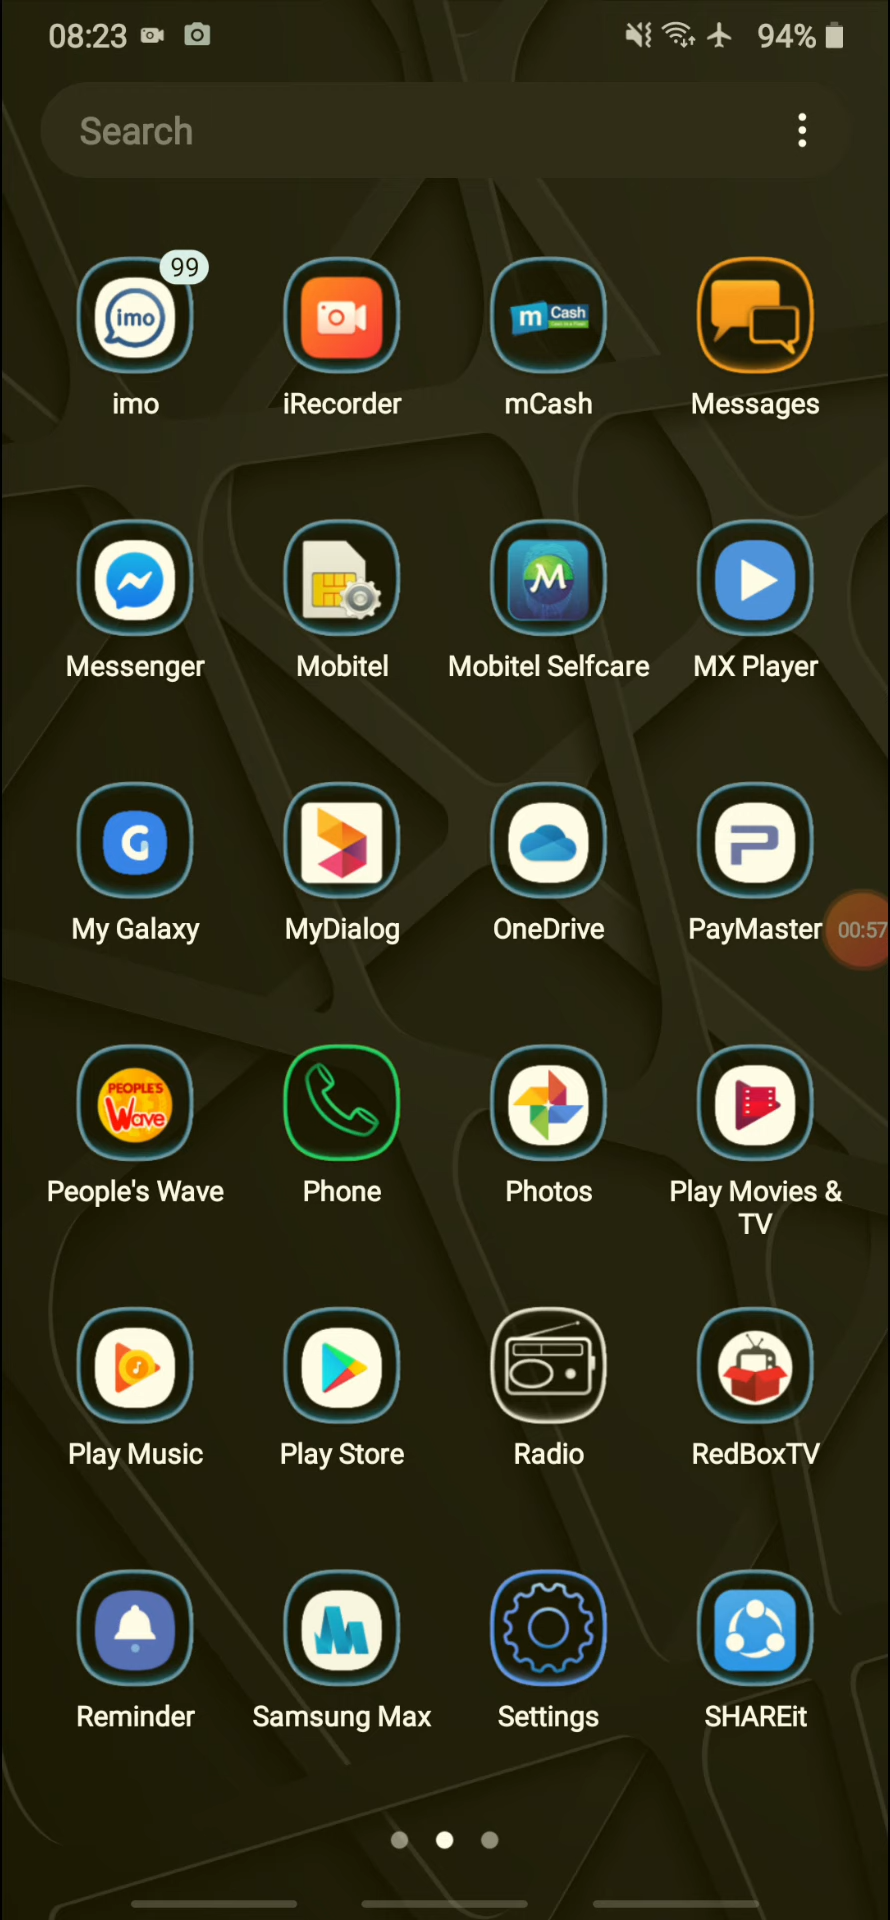 08:23
94%
Search
99
imo
m Cash
imo
iRecorder
mCash
Messages
M
Messenger
Mobitel
Mobitel Selfcare
MX Player
G
P
My Galaxy
MyDialog
OneDrive
PayMaster
00:57
PEOPLE'S
Wave
People's Wave
Phone
Photos
Play Movies &
TV
Play Music
Play Store
Radio
RedBoxTV
Reminder
Samsung Max
Settings
SHAREit